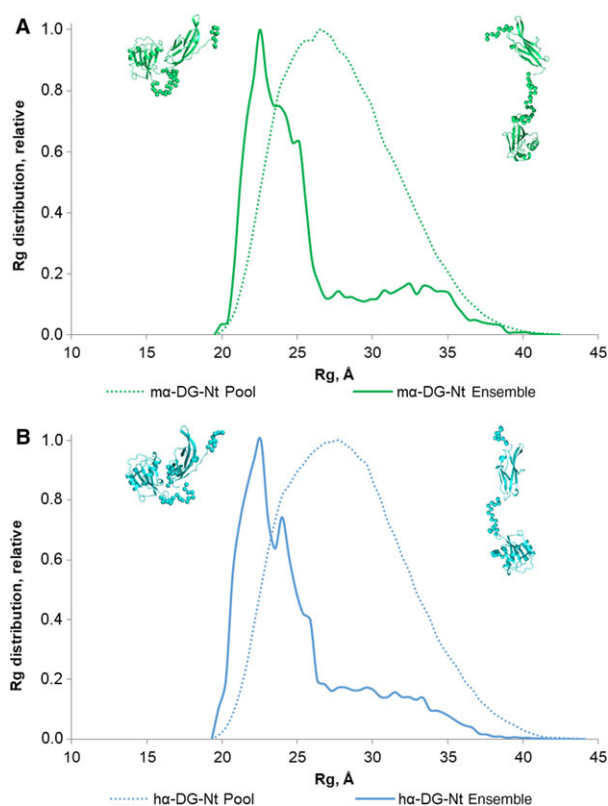 A
Rg distribution, relative
1.0
0.8
0.6
0.4
0.2
0.0
10 15 20 25 30 35 40 45
Rg, Å
mα-DG-Nt Pool mα-DG-Nt Ensemble
B
Rg distribution, relative
1.0
0.8
0.6
0.4
0.2
0.0
10 15 20 25 30 35 40 45
Rg, Å
hα-DG-Nt Pool hα-DG-Nt Ensemble